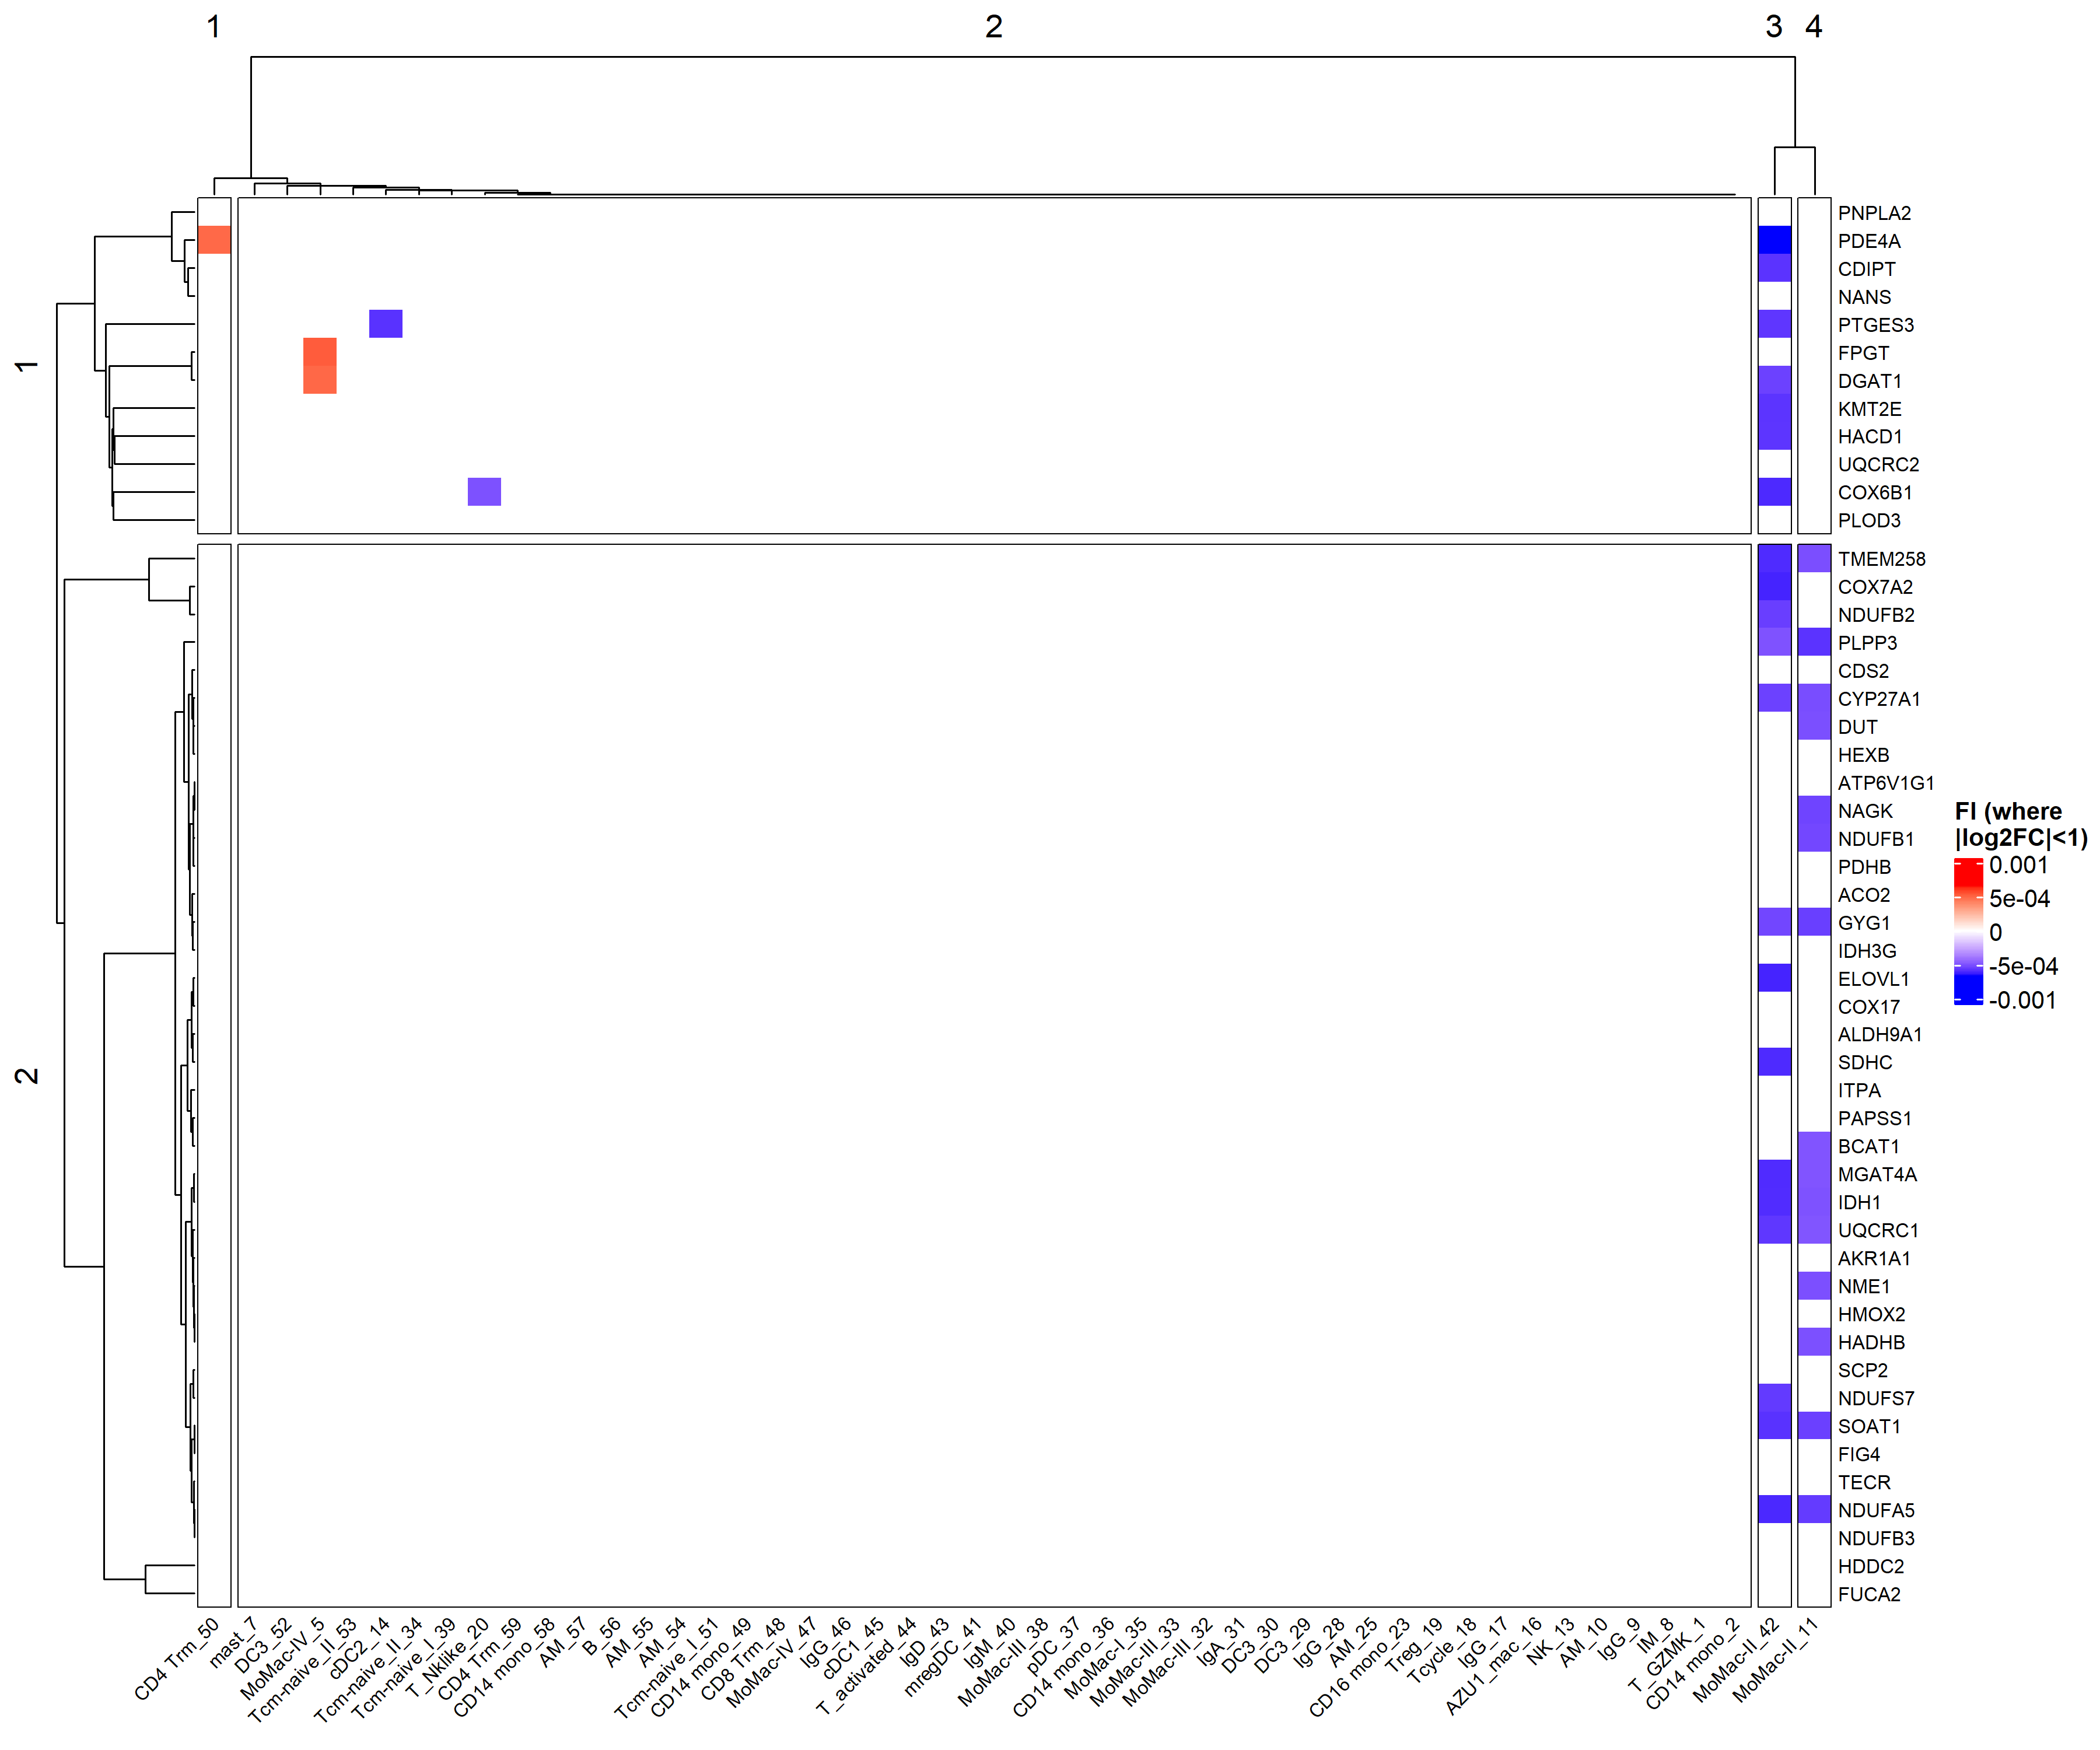 1 2 3 4
1
2
PNPLA2
PDE4A
CDIPT
NANS
PTGES3
FPGT
DGAT1
KMT2E
HACD1
UQCRC2
COX6B1
PLOD3
TMEM258
COX7A2
NDUFB2
PLPP3
CDS2
CYP27A1
DUT
HEXB
ATP6V1G1
NAGK
NDUFB1
PDHB
ACO2
GYG1
IDH3G
ELOVL1
COX17
ALDH9A1
SDHC
ITPA
PAPSS1
BCAT1
MGAT4A
IDH1
UQCRC1
AKR1A1
NME1
HMOX2
HADHB
SCP2
NDUFS7
SOAT1
FIG4
TECR
NDUFA5
NDUFB3
HDDC2
FUCA2
FI (where
|log2FC|<1)
0.001
5e-04
0
-5e-04
-0.001
CD4 Trm_50
mast_7
DC3_52
MoMac-IV_5
Tcm-naive_II_53
cDC2_14
Tcm-naive_II_34
Tcm-naive_I_39
T_Nklike_20
CD4 Trm_59
CD14 mono_58
AM_57
B_56
AM_55
AM_54
Tcm-naive_I_51
CD14 mono_49
CD8 Trm_48
MoMac-IV_47
IgG_46
cDC1_45
T_activated_44
IgD_43
mregDC_41
IgM_40
MoMac-III_38
pDC_37
CD14 mono_36
MoMac-I_35
MoMac-III_33
MoMac-III_32
IgA_31
DC3_30
DC3_29
IgG_28
AM_25
CD16 mono_23
Treg_19
Tcycle_18
IgG_17
AZU1_mac_16
NK_13
AM_10
IgG_9
IM_8
T_GZMK_1
CD14 mono_2
MoMac-II_42
MoMac-II_11